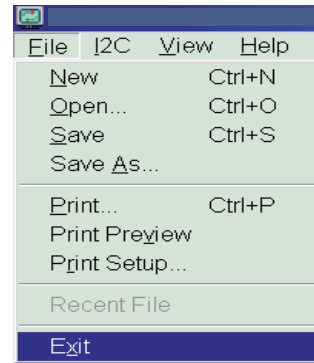 File I2C View Help
New Ctrl+N
Open... Ctrl+O
Save Ctrl+S
Save As...
Print... Ctrl+P
Print Preview
Print Setup...
Recent File
Exit